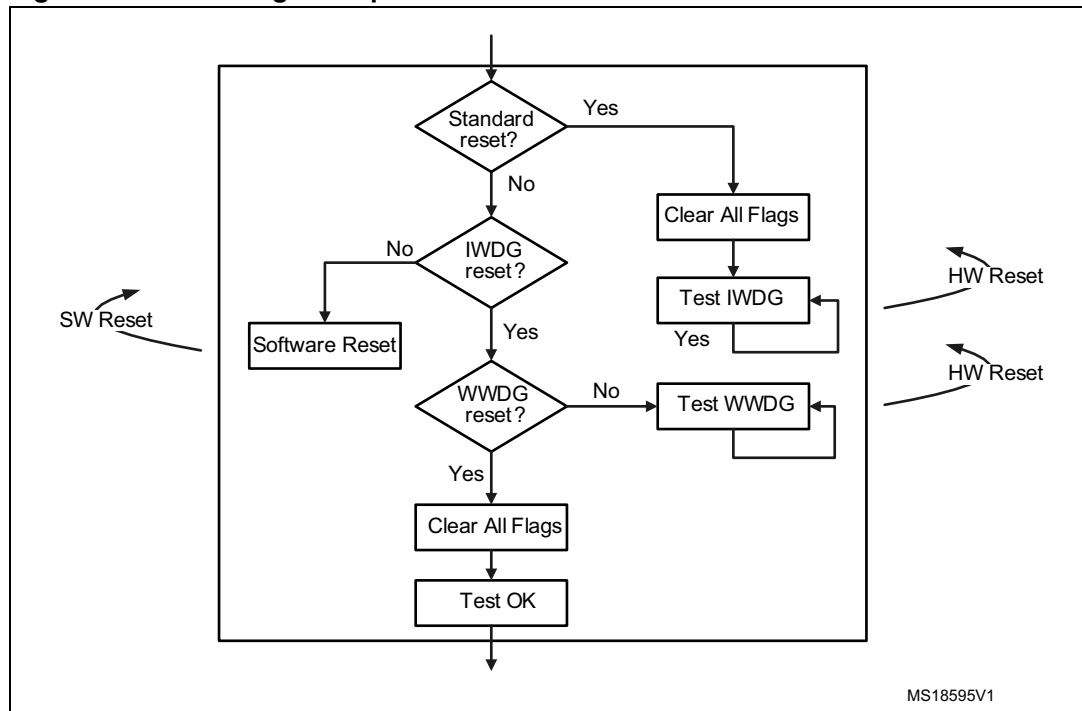 Yes
Standard
reset?
No
Clear All Flags
No
IWDG
reset?
HW Reset
Test IWDG
SW Reset
Yes
Yes
Software Reset
HW Reset
WWDG
reset?
No
Test WWDG
Yes
Clear All Flags
Test OK
MS18595V1